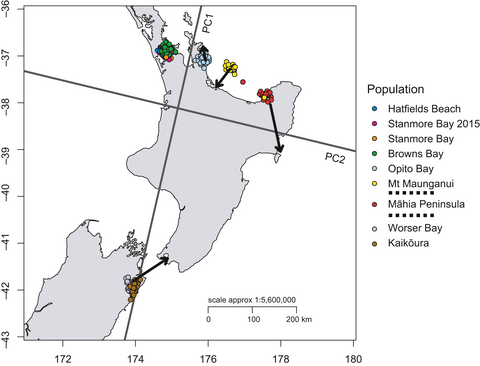 −36
−37
−38
−39
−40
−41
−42
−43
PC1
PC2
scale approx 1:5,600,000
0 100 200 km
172 174 176 178 180
Population
Hatfields Beach
Stanmore Bay 2015
Stanmore Bay
Browns Bay
Opito Bay
Mt Maunganui
Māhia Peninsula
Worser Bay
Kaikōura